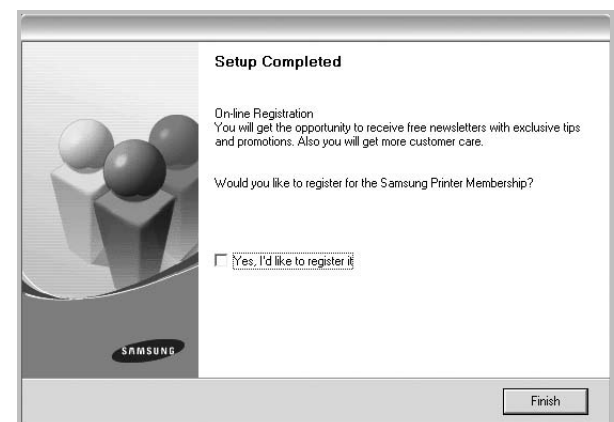 Setup Completed
On-line Registration
You will get the opportunity to receive free newsletters with exclusive tips
and promotions. Also you will get more customer care.
Would you like to register for the Samsung Printer Membership?
Yes, I'd like to register it
SAMSUNG
Finish